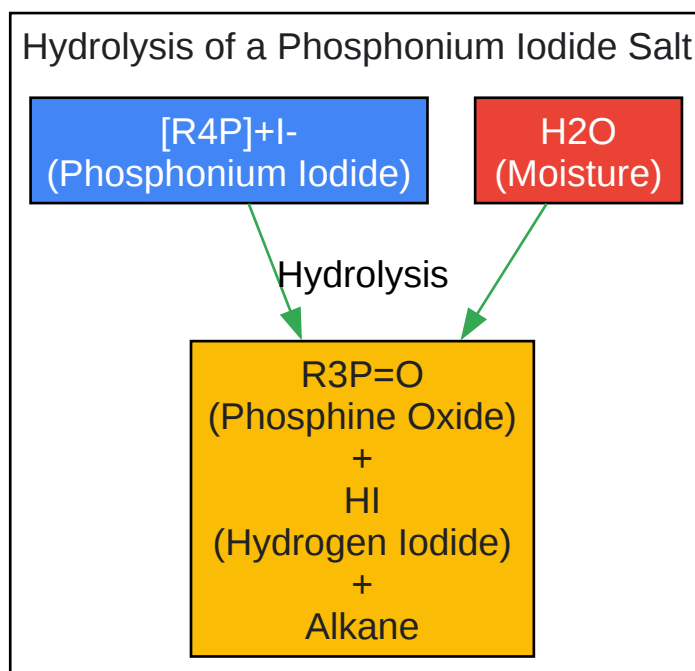 Hydrolysis of a Phosphonium Iodide Salt
[R4P]+I-
(Phosphonium Iodide)
H2O
(Moisture)
Hydrolysis
R3P=O
(Phosphine Oxide)
+
HI
(Hydrogen Iodide)
+
Alkane